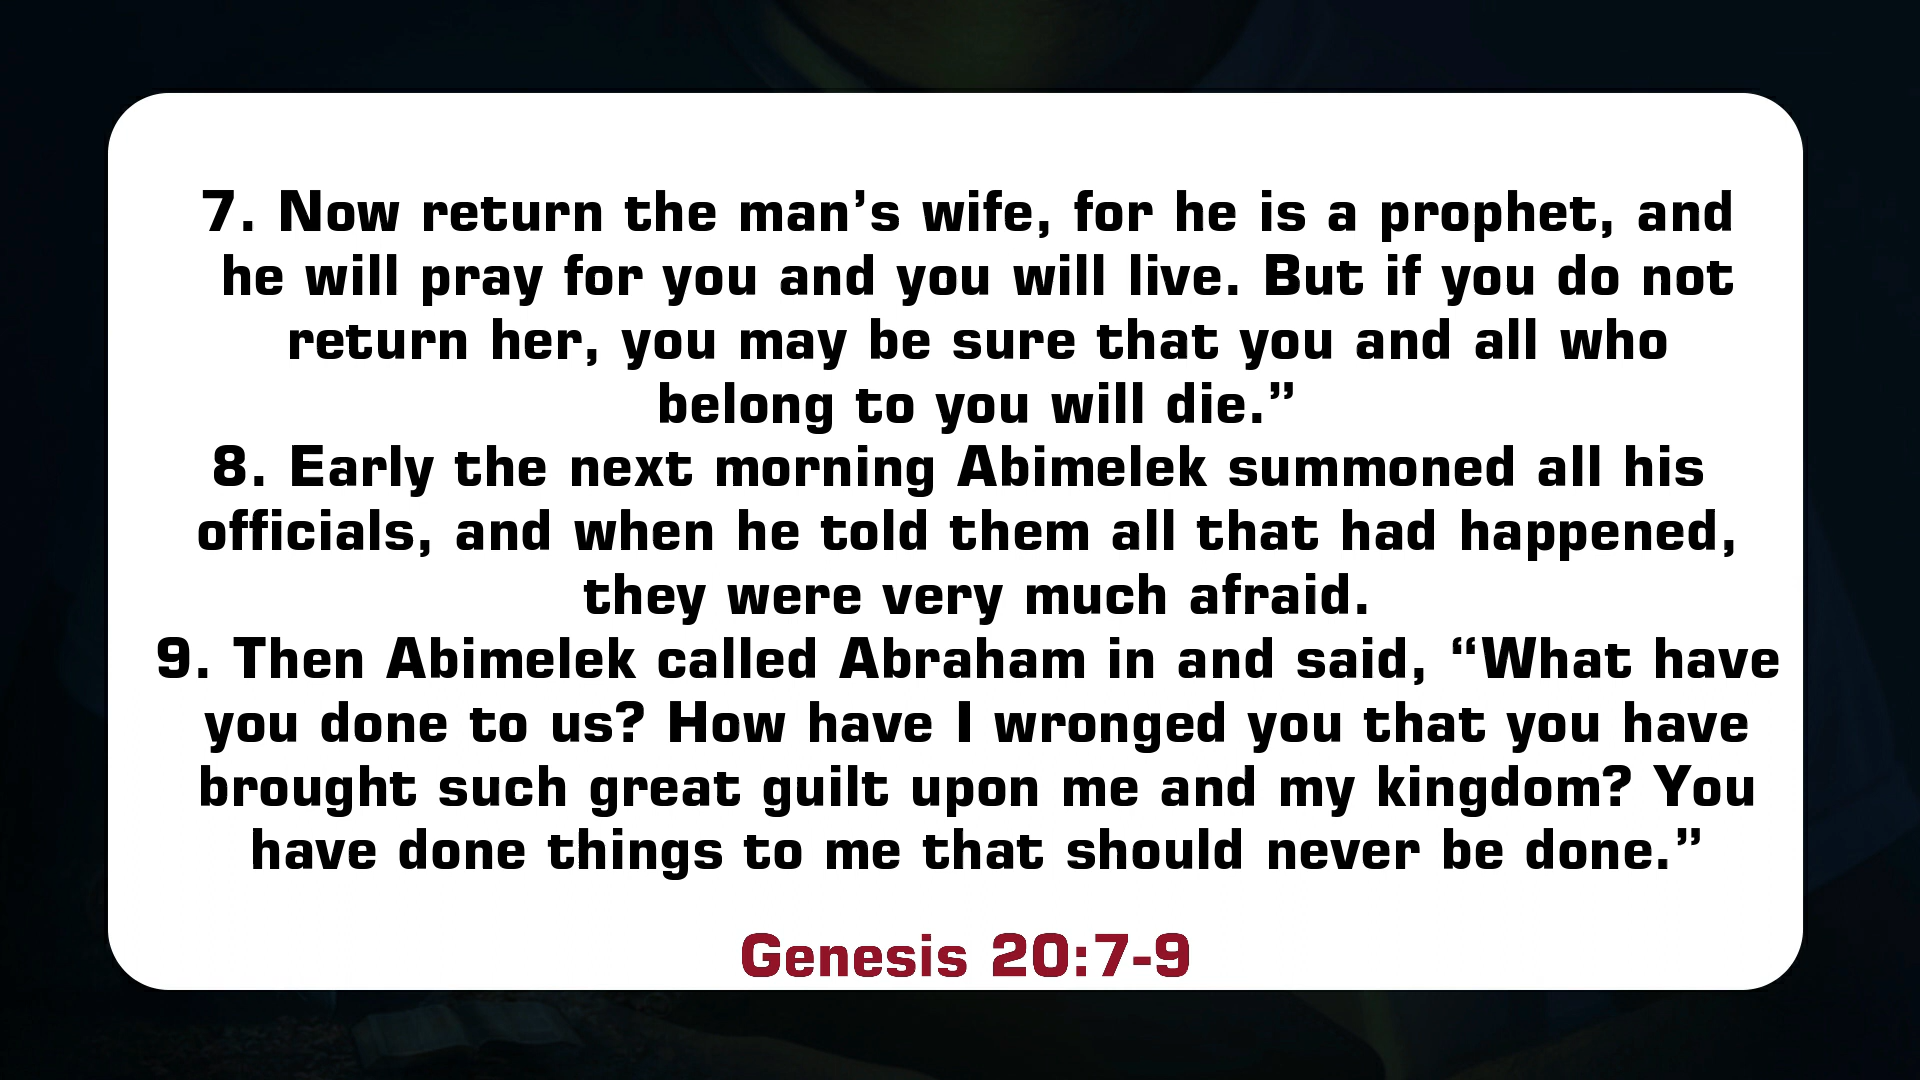 7. Now return the man’s wife, for he is a prophet, and
he will pray for you and you will live. But if you do not
return her, you may be sure that you and all who
belong to you will die.”
8. Early the next morning Abimelek summoned all his
officials, and when he told them all that had happened,
they were very much afraid.
9. Then Abimelek called Abraham in and said, “What have
you done to us? How have I wronged you that you have
brought such great guilt upon me and my kingdom? You
have done things to me that should never be done.”
Genesis 20:7-9